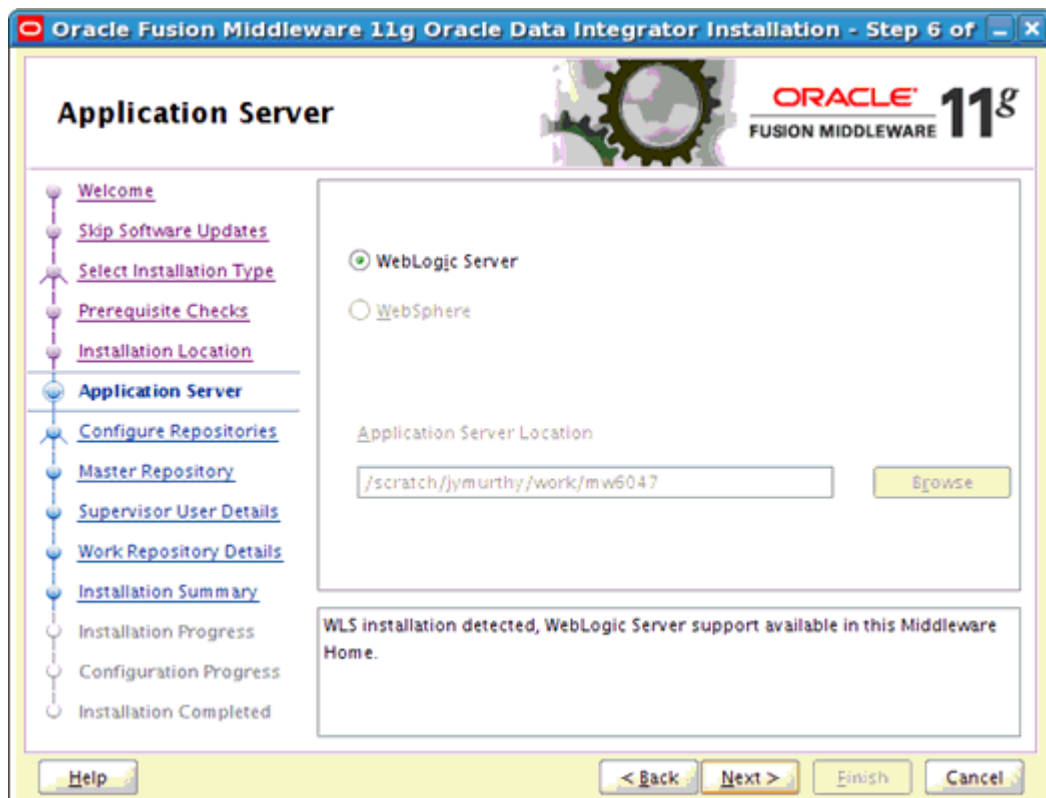 Oracle Fusion Middleware 11g Oracle Data Integrator Installation - Step 6 of
Application Server
ORACLE
FUSION MIDDLEWARE 11g
Welcome
Skip Software Updates
Select Installation Type
Prerequisite Checks
Installation Location
Application Server
Configure Repositories
Master Repository
Supervisor User Details
Work Repository Details
Installation Summary
Installation Progress
Configuration Progress
Installation Completed
WebLogic Server
WebSphere
Application Server Location
/scratch/jymurthy/work/mw6047
Browse
WLS installation detected, WebLogic Server support available in this Middleware
Home.
Help
< Back
Next >
Finish
Cancel